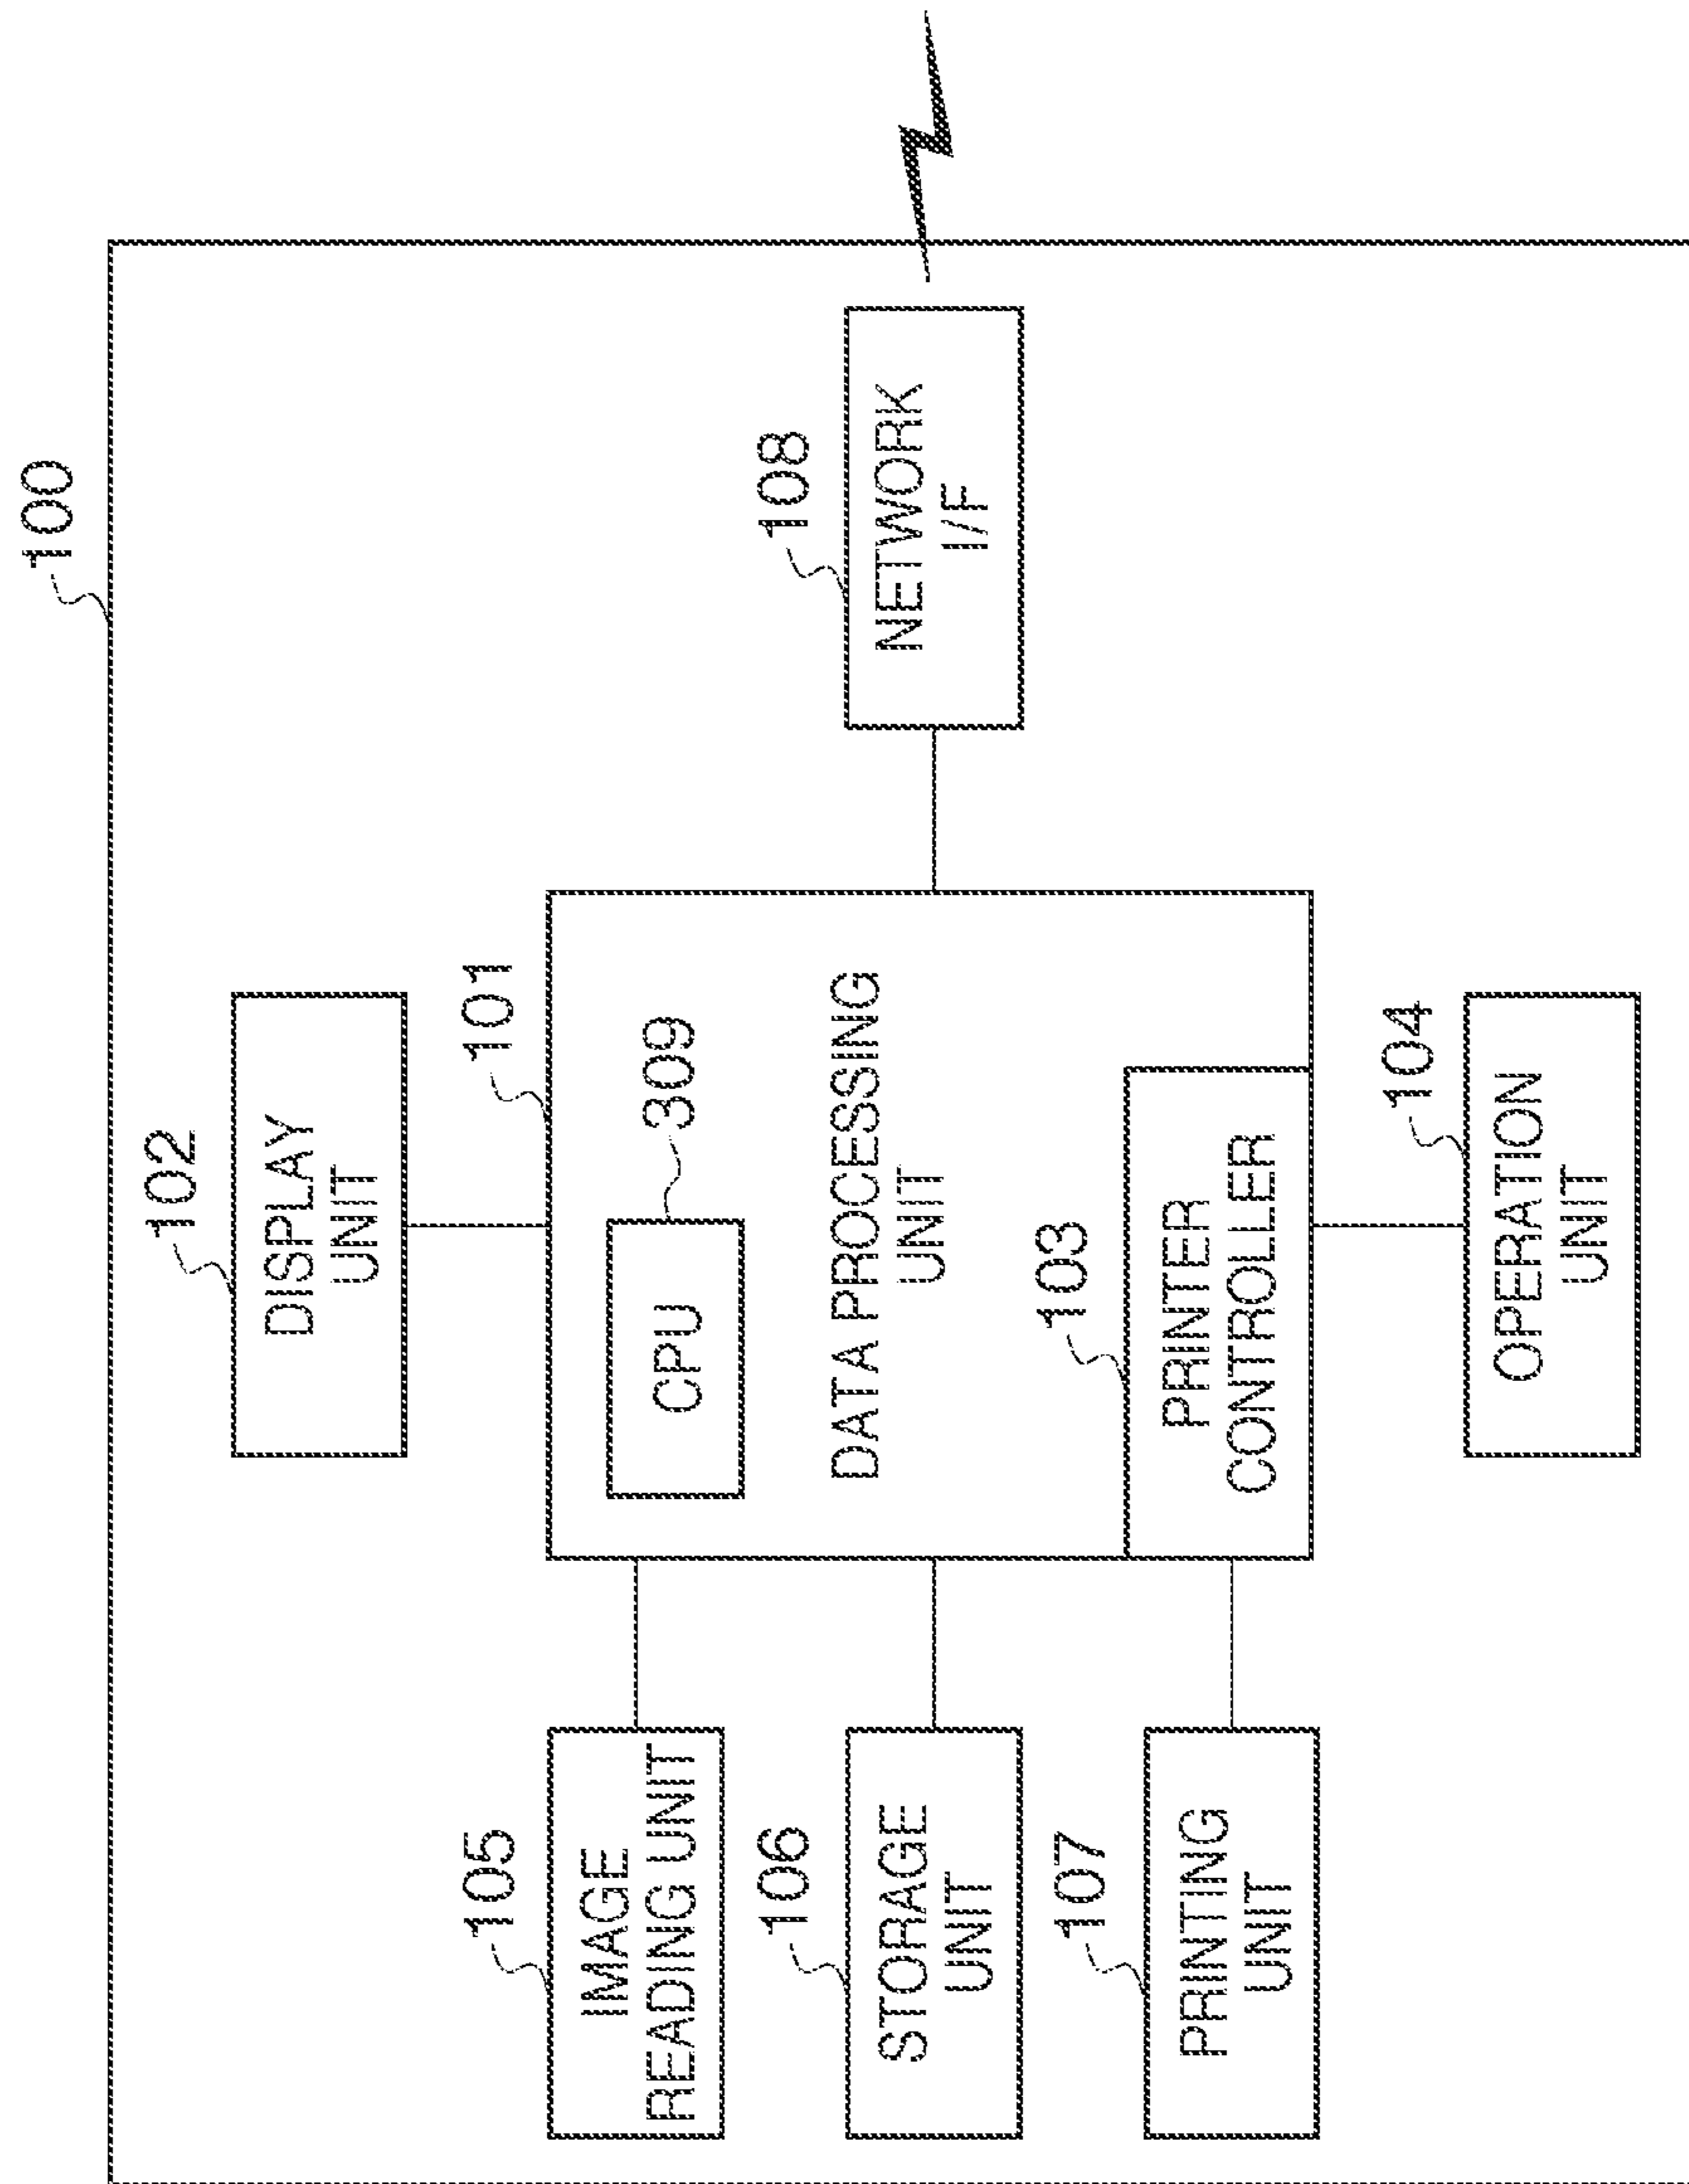 100
102
DISPLAY
UNIT
101
105
IMAGE
READING UNIT
CPU
309
108
106
STORAGE
UNIT
DATA PROCESSING
UNIT
NETWORK
I/F
103
107
PRINTING
UNIT
PRINTER
CONTROLLER
104
OPERATION
UNIT